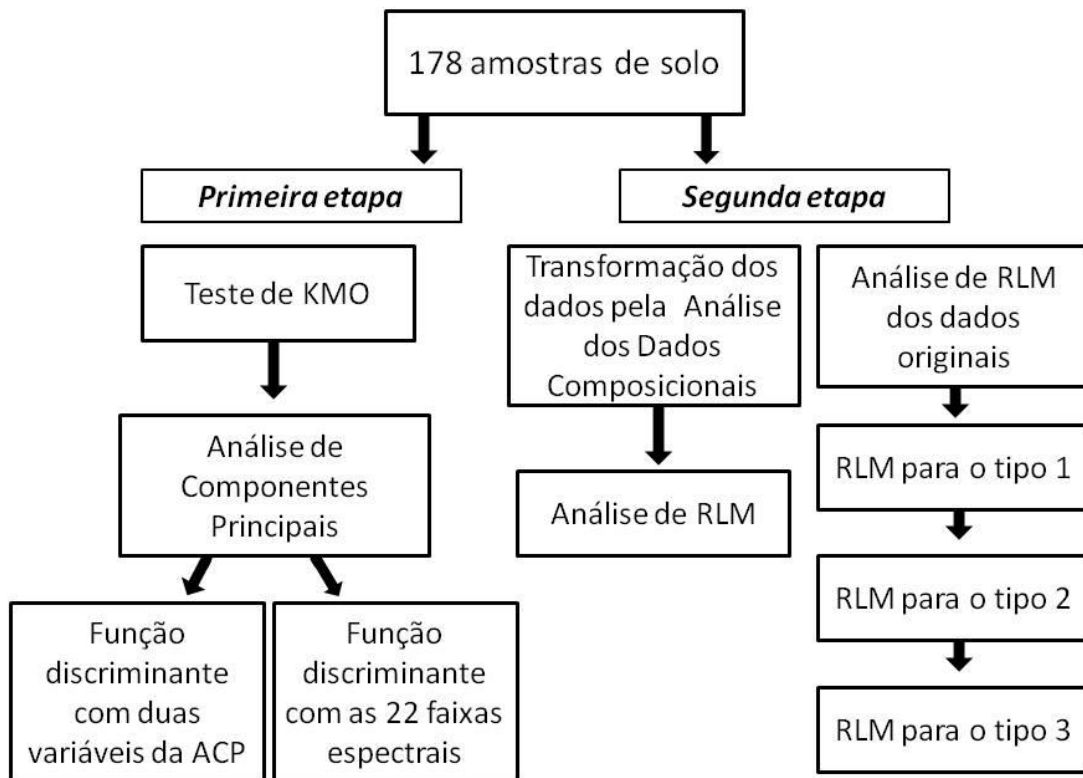 178 amostras de solo
Primeira etapa
Segunda etapa
Teste de KMO
Transformação dos
dados pela Análise
dos Dados
Composicionais
Análise de RLM
dos dados
originais
Análise de
Componentes
Principais
Análise de RLM
RLM para o tipo 1
RLM para o tipo 2
RLM para o tipo 3
Função
discriminante
com duas
variáveis da ACP
Função
discriminante
com as 22 faixas
espectrais